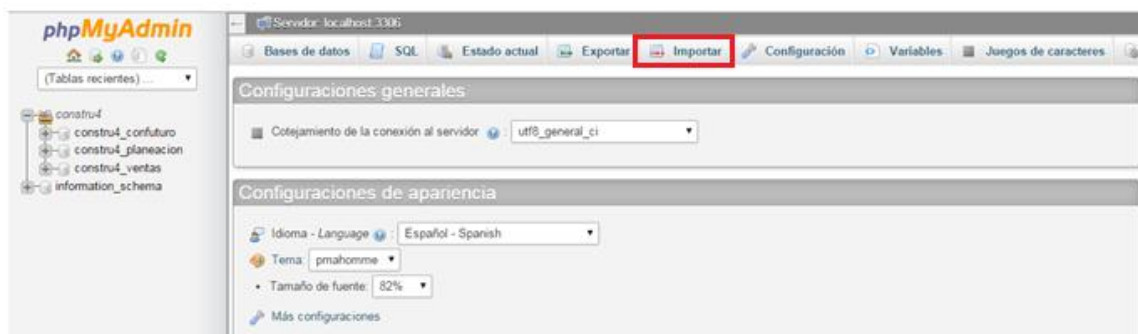 phpMyAdmin
(Tablas recientes) ...
constru4
constru4_confuturo
constru4_planeacion
constru4_ventas
information_schema
Servidor: localhost:3306
Bases de datos SQL Estado actual Exportar Importar Configuración Variables Juegos de caracteres
Configuraciones generales
Cotejamiento de la conexión al servidor : utf8_general_ci
Configuraciones de apariencia
Idioma - Language : Español - Spanish
Tema: pmahomme
Tamaño de fuente: 82%
Más configuraciones